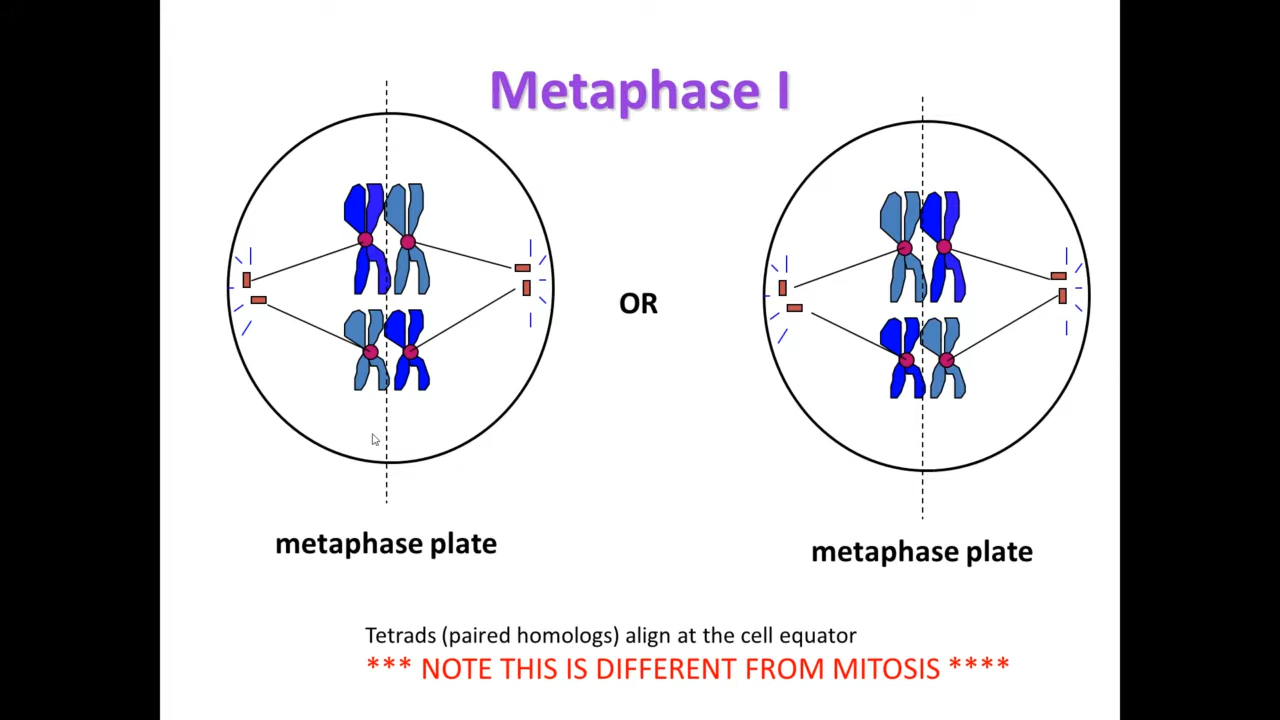 Metaphase I
OR
metaphase plate
metaphase plate
Tetrads (paired homologs) align at the cell equator
*** NOTE THIS IS DIFFERENT FROM MITOSIS ****